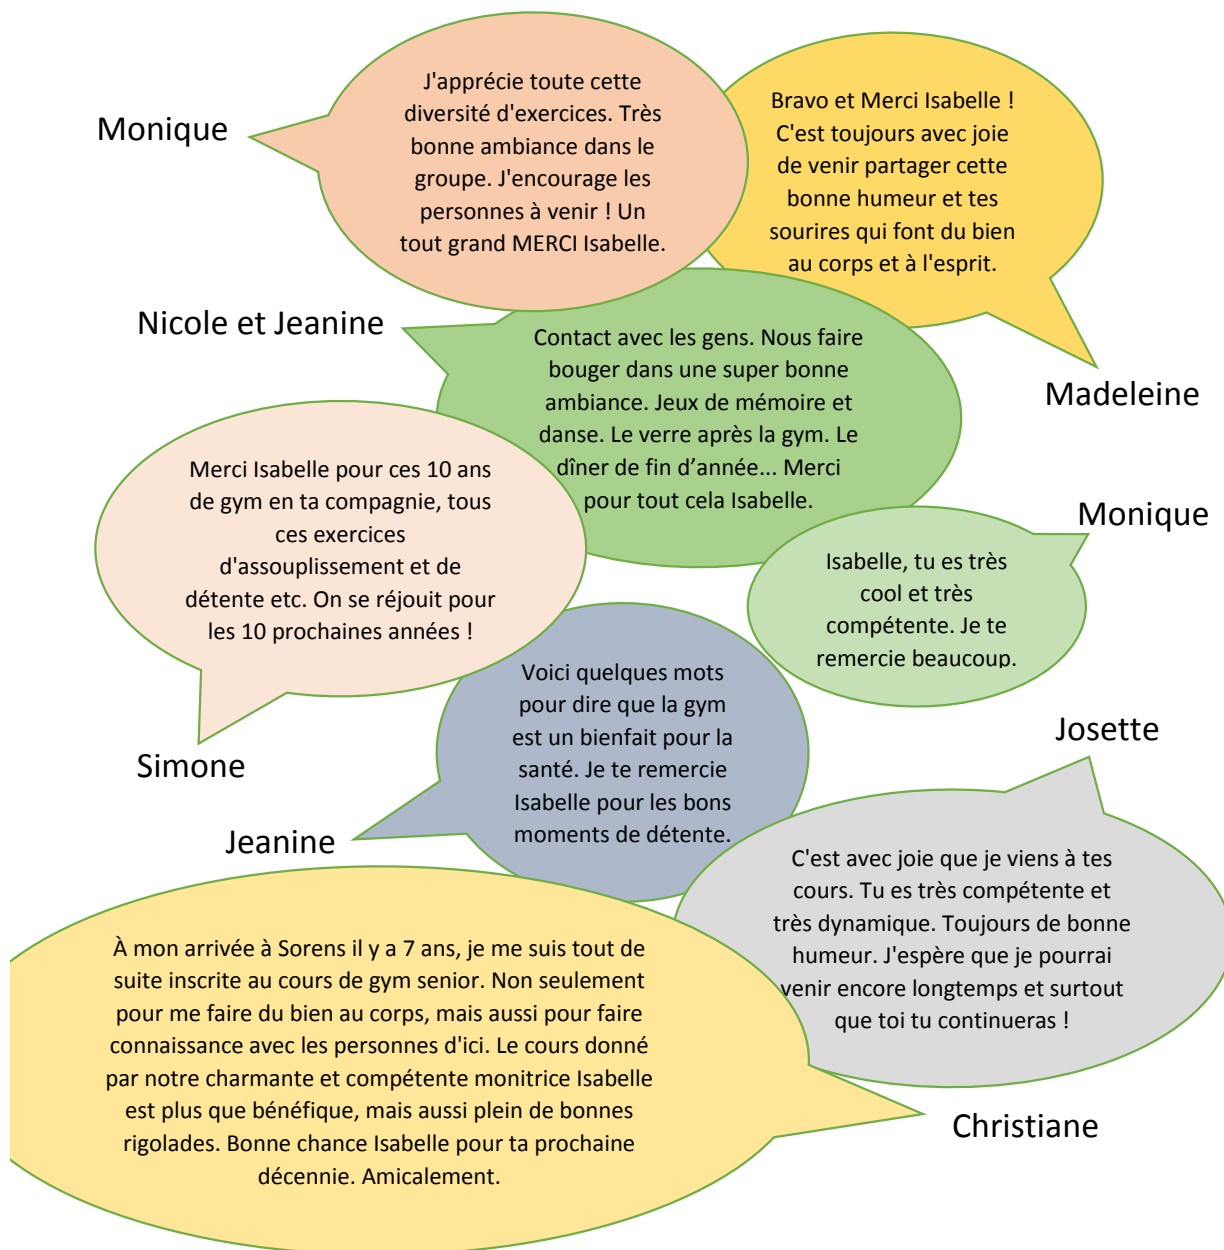 Monique
J'apprécie toute cette
diversité d'exercices. Très
bonne ambiance dans le
groupe. J'encourage les
personnes à venir ! Un
tout grand MERCI Isabelle.
Bravo et Merci Isabelle !
C'est toujours avec joie
de venir partager cette
bonne humeur et tes
sourires qui font du bien
au corps et à l'esprit.
Madeleine
Nicole et Jeanine
Contact avec les gens. Nous faire
bouger dans une super bonne
ambiance. Jeux de mémoire et
danse. Le verre après la gym. Le
dîner de fin d’année... Merci
pour tout cela Isabelle.
Merci Isabelle pour ces 10 ans
de gym en ta compagnie, tous
ces exercices
d'assouplissement et de
détente etc. On se réjouit pour
les 10 prochaines années !
Simone
Monique
Isabelle, tu es très
cool et très
compétente. Je te
remercie beaucoup.
Voici quelques mots
pour dire que la gym
est un bienfait pour la
santé. Je te remercie
Isabelle pour les bons
moments de détente.
Jeanine
Josette
C'est avec joie que je viens à tes
cours. Tu es très compétente et
très dynamique. Toujours de bonne
humeur. J'espère que je pourrai
venir encore longtemps et surtout
que toi tu continueras !
À mon arrivée à Sorens il y a 7 ans, je me suis tout de
suite inscrite au cours de gym senior. Non seulement
pour me faire du bien au corps, mais aussi pour faire
connaissance avec les personnes d'ici. Le cours donné
par notre charmante et compétente monitrice Isabelle
est plus que bénéfique, mais aussi plein de bonnes
rigolades. Bonne chance Isabelle pour ta prochaine
décennie. Amicalement.
Christiane